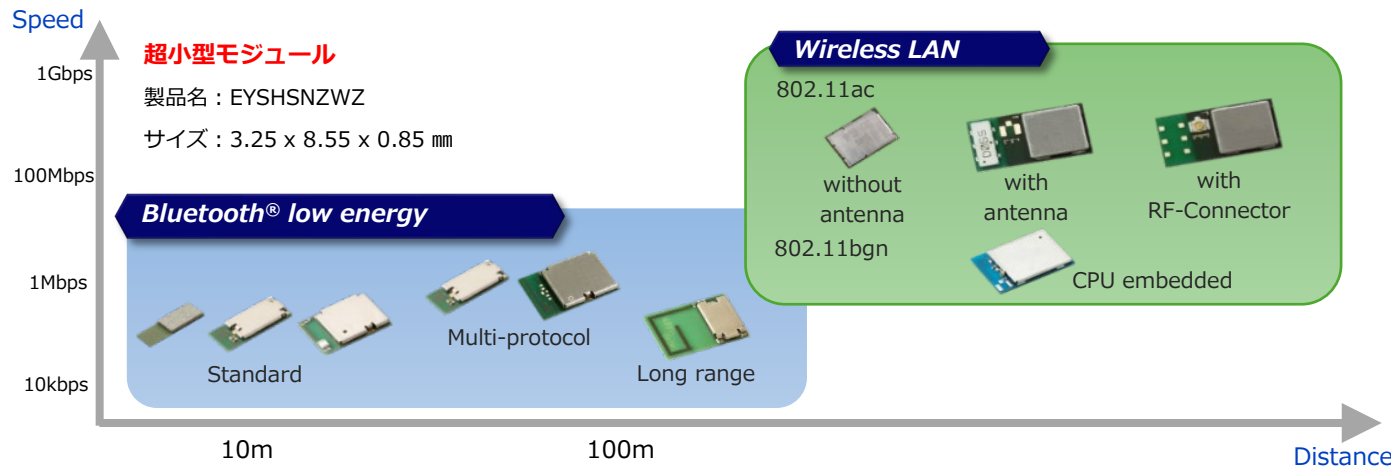 Speed
超小型モジュール
製品名：EYSHSNZWZ
サイズ：3.25 x 8.55 x 0.85 ㎜
1Gbps
100Mbps
1Mbps
10kbps
Bluetooth® low energy
Standard
Multi-protocol
Long range
Wireless LAN
802.11ac
without
antenna
with
antenna
with
RF-Connector
802.11bgn
CPU embedded
10m
100m
Distance